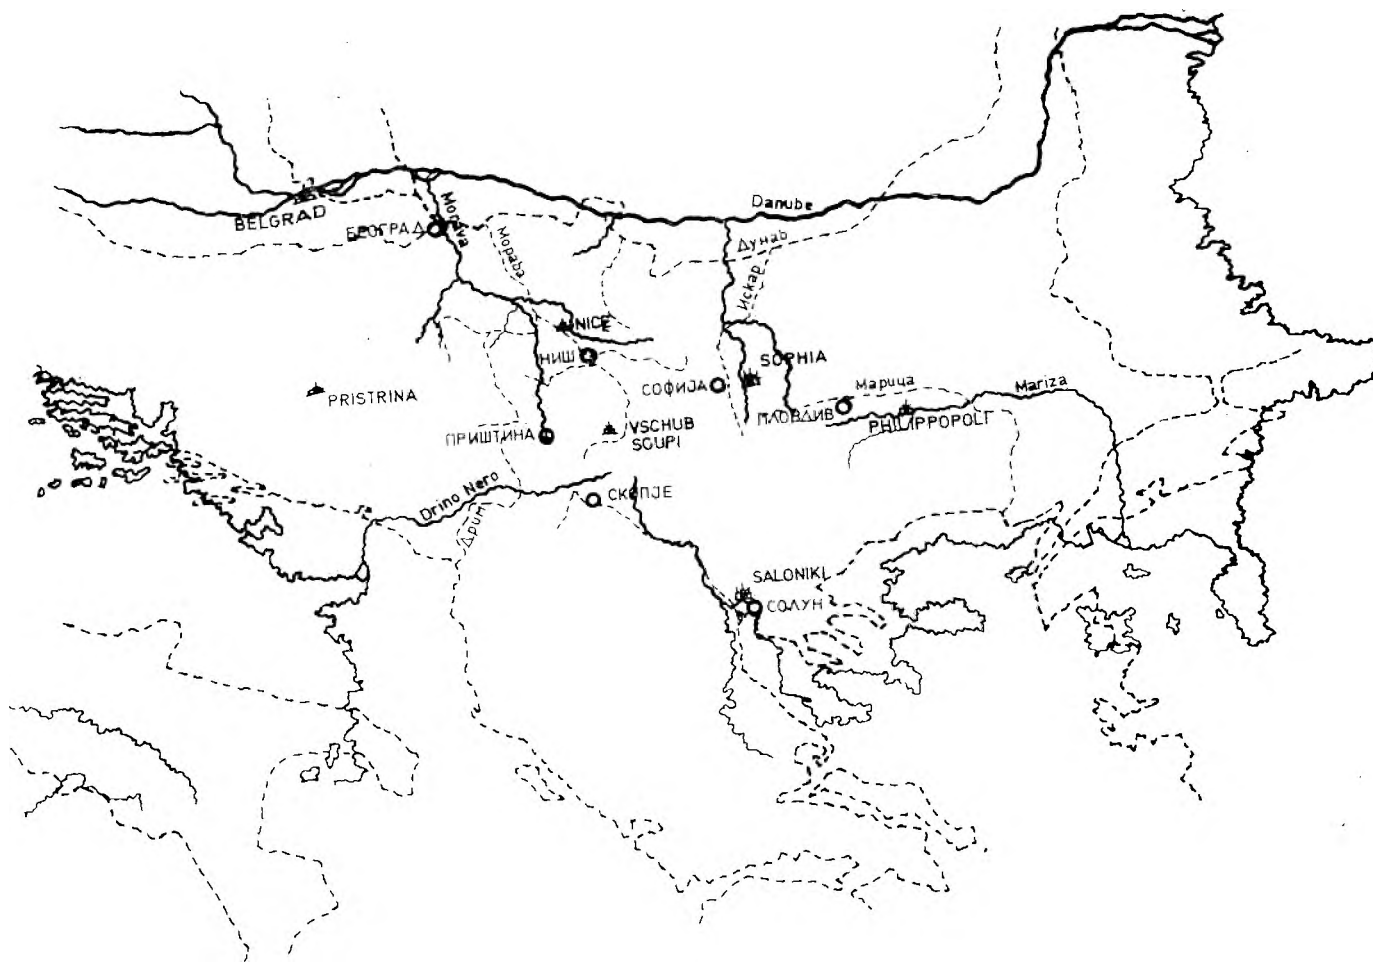 BELGRAD
Morava
Danube
БЕОГРАД
Морава
Дунав
Искар
NICE
НИШ
SOPHIA
СОФИЈА
Марица
Mariza
PRISTRINA
ПЛОВДИВ
PHILIPPOPOLI
ПРИШТИНА
VSCHUB
SCUPI
Drino Nero
СКОПЈЕ
Дрим
SALONIKI
СОЛУН